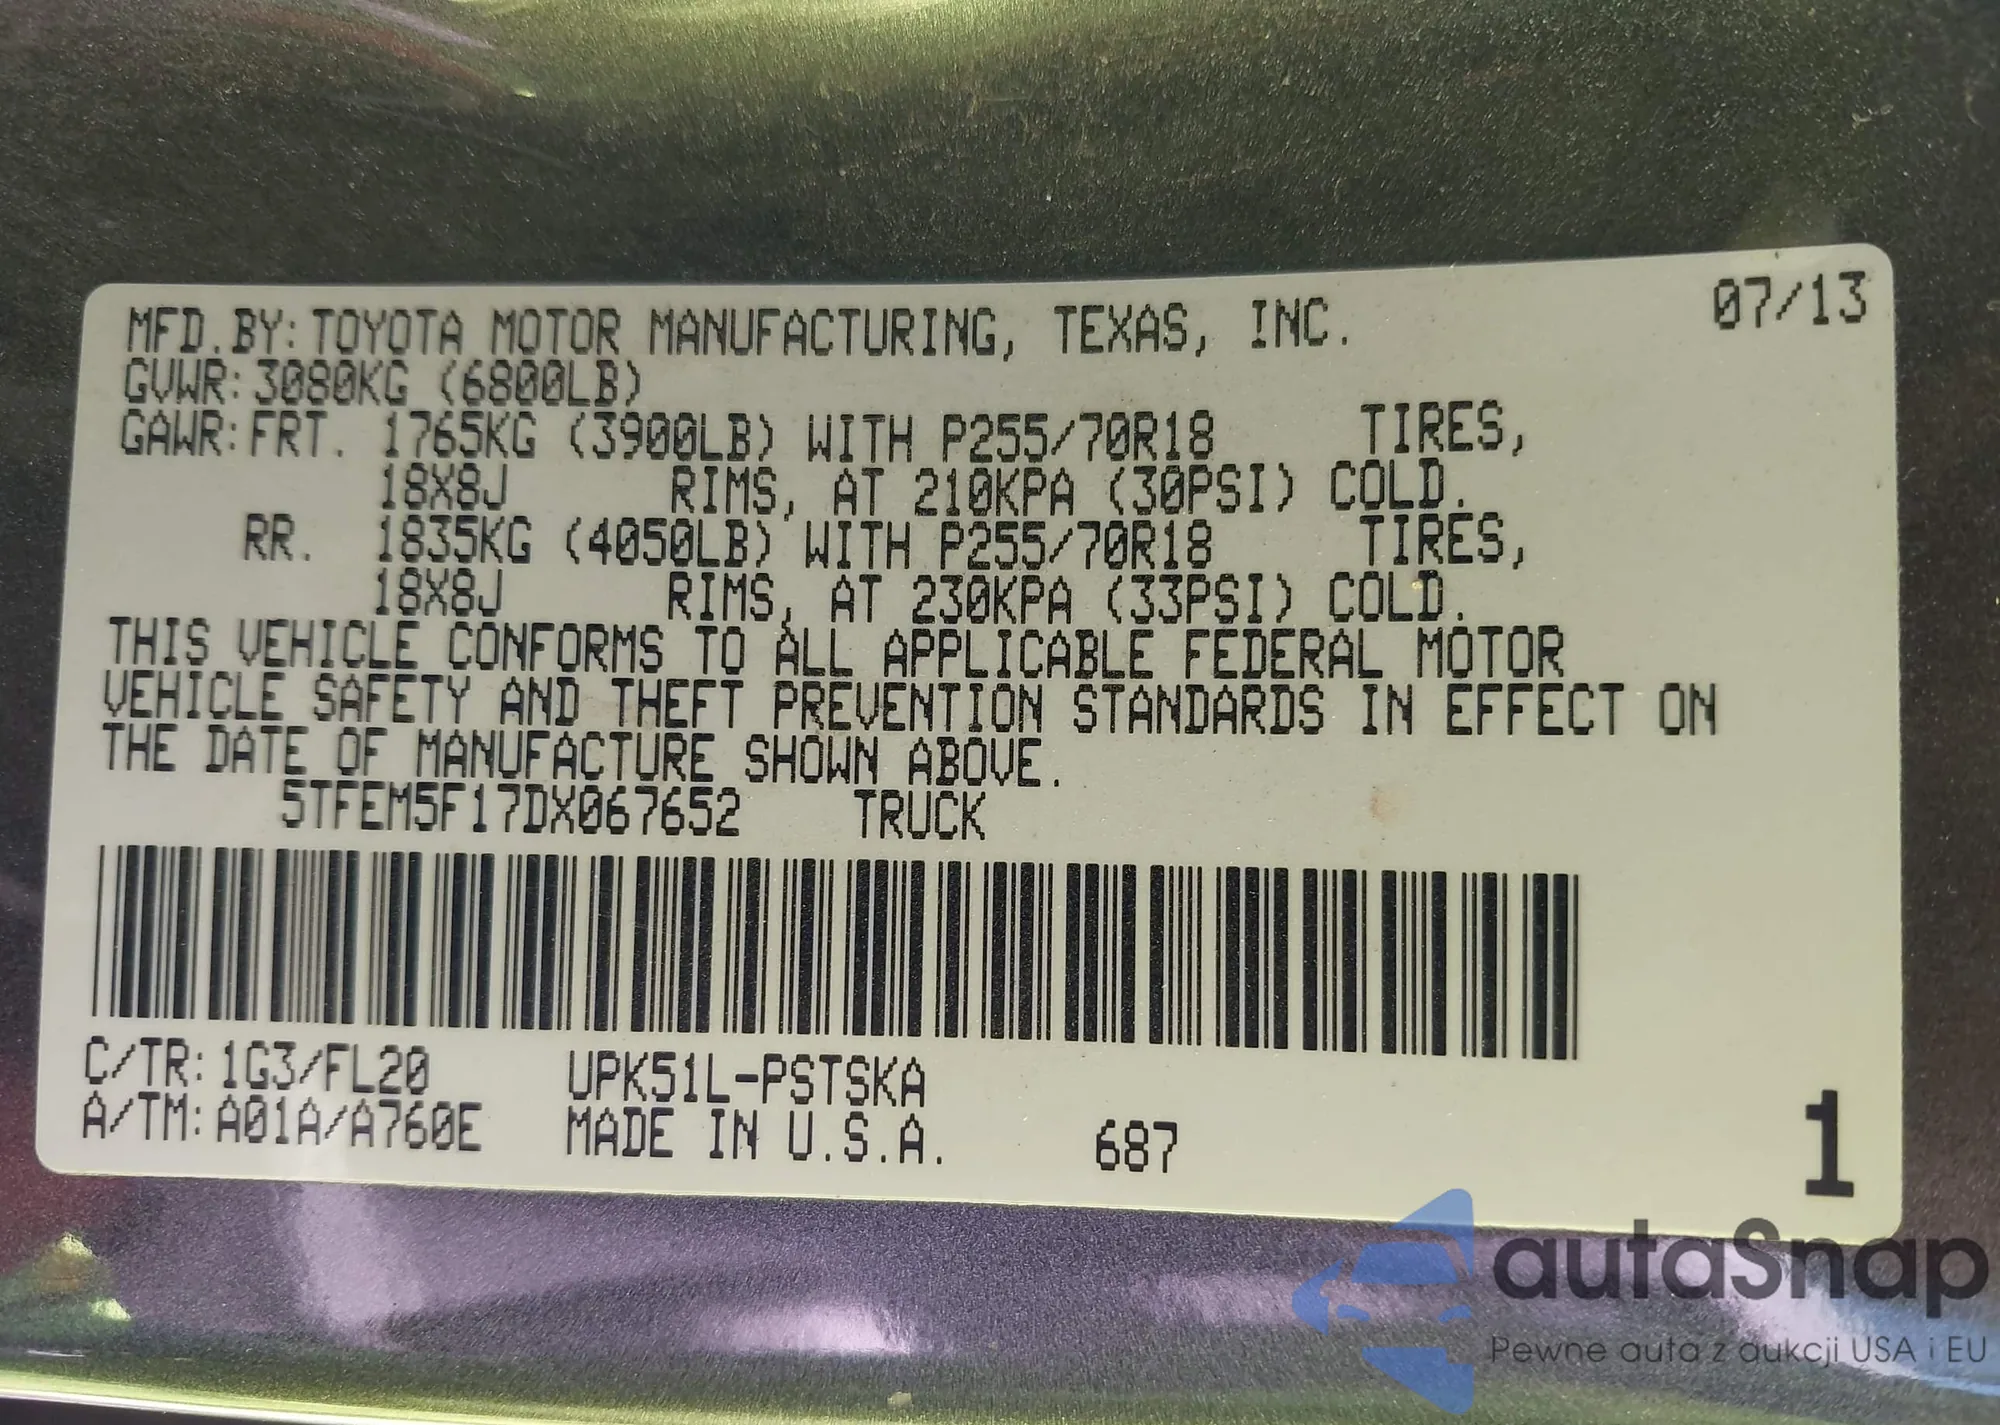 07/13
MFD.BY: TOYOTA MOTOR MANUFACTURING, TEXAS, INC.
GVWR: 3080KG (6800LB)
GAWR: FRT. 1765KG (3900LB) WITH P255/70R18 TIRES,
18X8J RIMS, AT 210KPA (30PSI) COLD.
RR. 1835KG (4050LB) WITH P255/70R18 TIRES,
18X8J RIMS, AT 230KPA (33PSI) COLD.
THIS VEHICLE CONFORMS TO ALL APPLICABLE FEDERAL MOTOR
VEHICLE SAFETY AND THEFT PREVENTION STANDARDS IN EFFECT ON
THE DATE OF MANUFACTURE SHOWN ABOVE.
5TFEM5F17DX067652 TRUCK
C/TR: 1G3/FL20 UPK51L-PSTSKA
A/TM: A01A/A760E MADE IN U.S.A. 687
1
autaSnap
Pewne auta z aukcji USA i EU